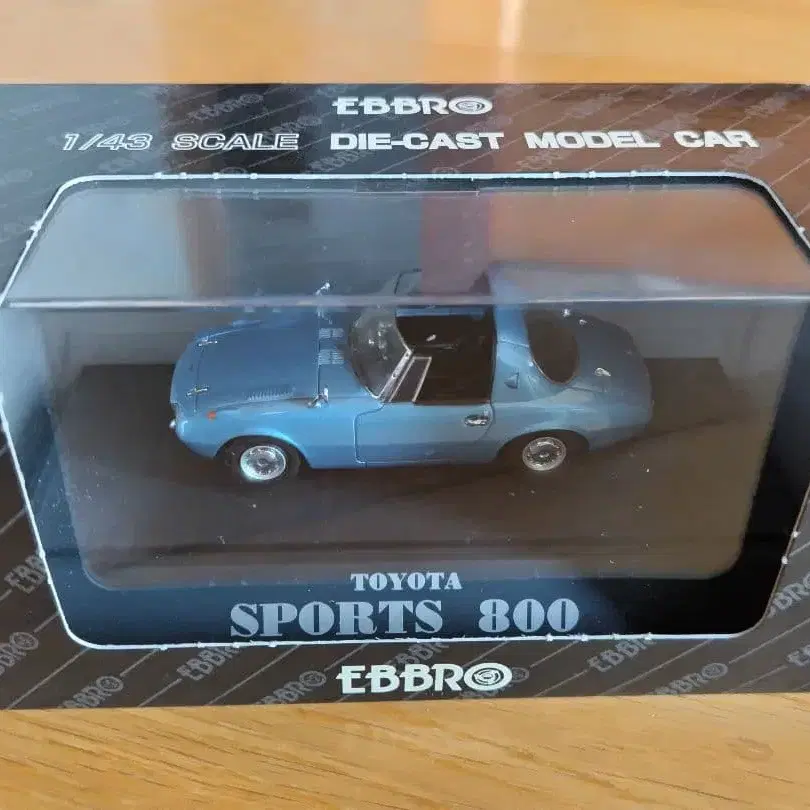 EBBRO
1/43 SCALE DIE-CAST MODEL CAR
TOYOTA
SPORTS 800
EBBRO